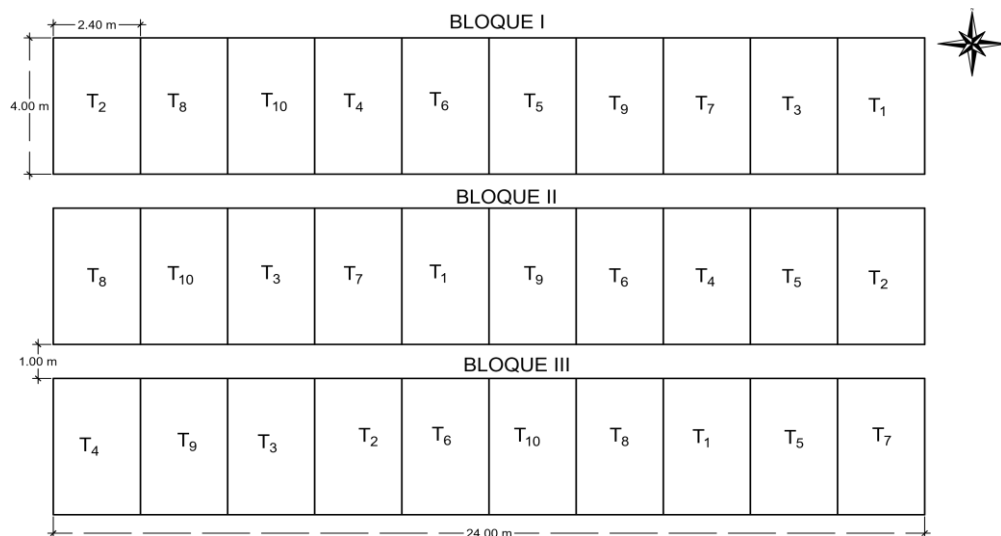 BLOQUE I
2.40 m
4.00 m
T₂ T₈ T₁₀ T₄ T₆ T₅ T₉ T₇ T₃ T₁
BLOQUE II
T₈ T₁₀ T₃ T₇ T₁ T₉ T₆ T₄ T₅ T₂
1.00 m
BLOQUE III
T₄ T₉ T₃ T₂ T₆ T₁₀ T₈ T₁ T₅ T₇
24.00 m